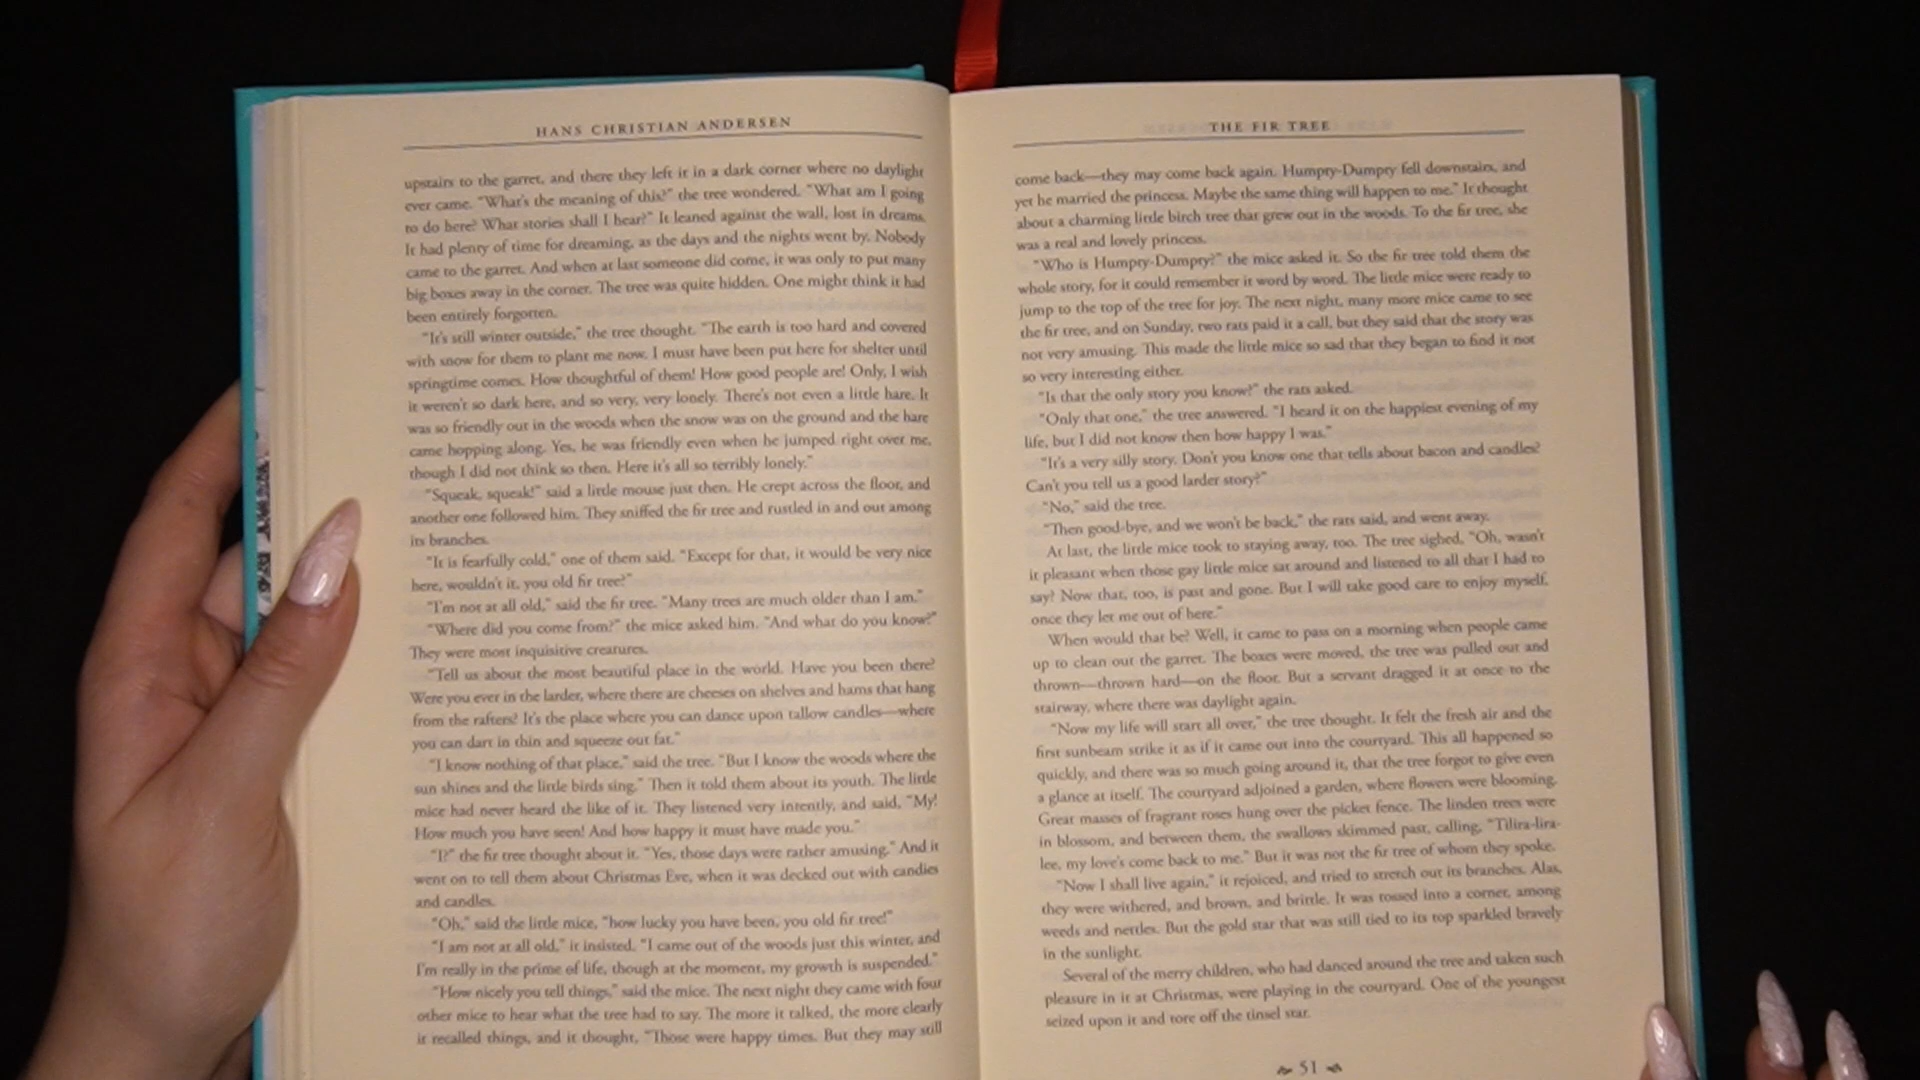 HANS CHRISTIAN ANDERSEN
upstairs to the garret, and there they left it in a dark corner where no daylight
ever came. “What's the meaning of this?” the tree wondered. “What am I going
to do here? What stories shall I hear?” It leaned against the wall, lost in dreams.
It had plenty of time for dreaming, as the days and the nights went by. Nobody
came to the garret. And when at last someone did come, it was only to put many
big boxes away in the corner. The tree was quite hidden. One might think it had
been entirely forgotten.
“It's still winter outside,” the tree thought. “The earth is too hard and covered
with snow for them to plant me now. I must have been put here for shelter until
springtime comes. How thoughtful of them! How good people are! Only, I wish
it weren't so dark here, and so very, very lonely. There's not even a little hare. It
was so friendly out in the woods when the snow was on the ground and the hare
came hopping along. Yes, he was friendly even when he jumped right over me,
though I did not think so then. Here it's all so terribly lonely.”
“Squeak, squeak!” said a little mouse just then. He crept across the floor, and
another one followed him. They sniffed the fir tree and rustled in and out among
its branches.
“It is fearfully cold,” one of them said. “Except for that, it would be very nice
here, wouldn't it, you old fir tree?”
“I'm not at all old,” said the fir tree. “Many trees are much older than I am.”
“Where did you come from?” the mice asked him. “And what do you know?”
They were most inquisitive creatures.
“Tell us about the most beautiful place in the world. Have you been there?
Were you ever in the larder, where there are cheeses on shelves and hams that hang
from the rafters? It's the place where you can dance upon tallow candles—where
you can dart in thin and squeeze out fat.”
“I know nothing of that place,” said the tree. “But I know the woods where the
sun shines and the little birds sing.” Then it told them about its youth. The little
mice had never heard the like of it. They listened very intently, and said, “My!
How much you have seen! And how happy it must have made you.”
“I?” the fir tree thought about it. “Yes, those days were rather amusing.” And it
went on to tell them about Christmas Eve, when it was decked out with candies
and candles.
“Oh,” said the little mice, “how lucky you have been, you old fir tree!”
“I am not at all old,” it insisted. “I came out of the woods just this winter, and
I'm really in the prime of life, though at the moment, my growth is suspended.”
“How nicely you tell things,” said the mice. The next night they came with four
other mice to hear what the tree had to say. The more it talked, the more clearly
it recalled things, and it thought, “Those were happy times. But they may still
THE FIR TREE
come back—they may come back again. Humpty-Dumpty fell downstairs, and
yet he married the princess. Maybe the same thing will happen to me.” It thought
about a charming little birch tree that grew out in the woods. To the fir tree, she
was a real and lovely princess.
“Who is Humpty-Dumpty?” the mice asked it. So the fir tree told them the
whole story, for it could remember it word by word. The little mice were ready to
jump to the top of the tree for joy. The next night, many more mice came to see
the fir tree, and on Sunday, two rats paid it a call, but they said that the story was
not very amusing. This made the little mice so sad that they began to find it not
so very interesting either.
“Is that the only story you know?” the rats asked.
“Only that one,” the tree answered. “I heard it on the happiest evening of my
life, but I did not know then how happy I was.”
“It's a very silly story. Don't you know one that tells about bacon and candles?
Can't you tell us a good larder story?”
“No,” said the tree.
“Then good-bye, and we won't be back,” the rats said, and went away.
At last, the little mice took to staying away, too. The tree sighed, “Oh, wasn't
it pleasant when those gay little mice sat around and listened to all that I had to
say? Now that, too, is past and gone. But I will take good care to enjoy myself,
once they let me out of here.”
When would that be? Well, it came to pass on a morning when people came
up to clean out the garret. The boxes were moved, the tree was pulled out and
thrown—thrown hard—on the floor. But a servant dragged it at once to the
stairway, where there was daylight again.
“Now my life will start all over,” the tree thought. It felt the fresh air and the
first sunbeam strike it as if it came out into the courtyard. This all happened so
quickly, and there was so much going around it, that the tree forgot to give even
a glance at itself. The courtyard adjoined a garden, where flowers were blooming.
Great masses of fragrant roses hung over the picket fence. The linden trees were
in blossom, and between them, the swallows skimmed past, calling, “Tilira-lira-
lee, my love's come back to me.” But it was not the fir tree of whom they spoke.
“Now I shall live again,” it rejoiced, and tried to stretch out its branches. Alas,
they were withered, and brown, and brittle. It was tossed into a corner, among
weeds and nettles. But the gold star that was still tied to its top sparkled bravely
in the sunlight.
Several of the merry children, who had danced around the tree and taken such
pleasure in it at Christmas, were playing in the courtyard. One of the youngest
seized upon it and tore off the tinsel star.
51